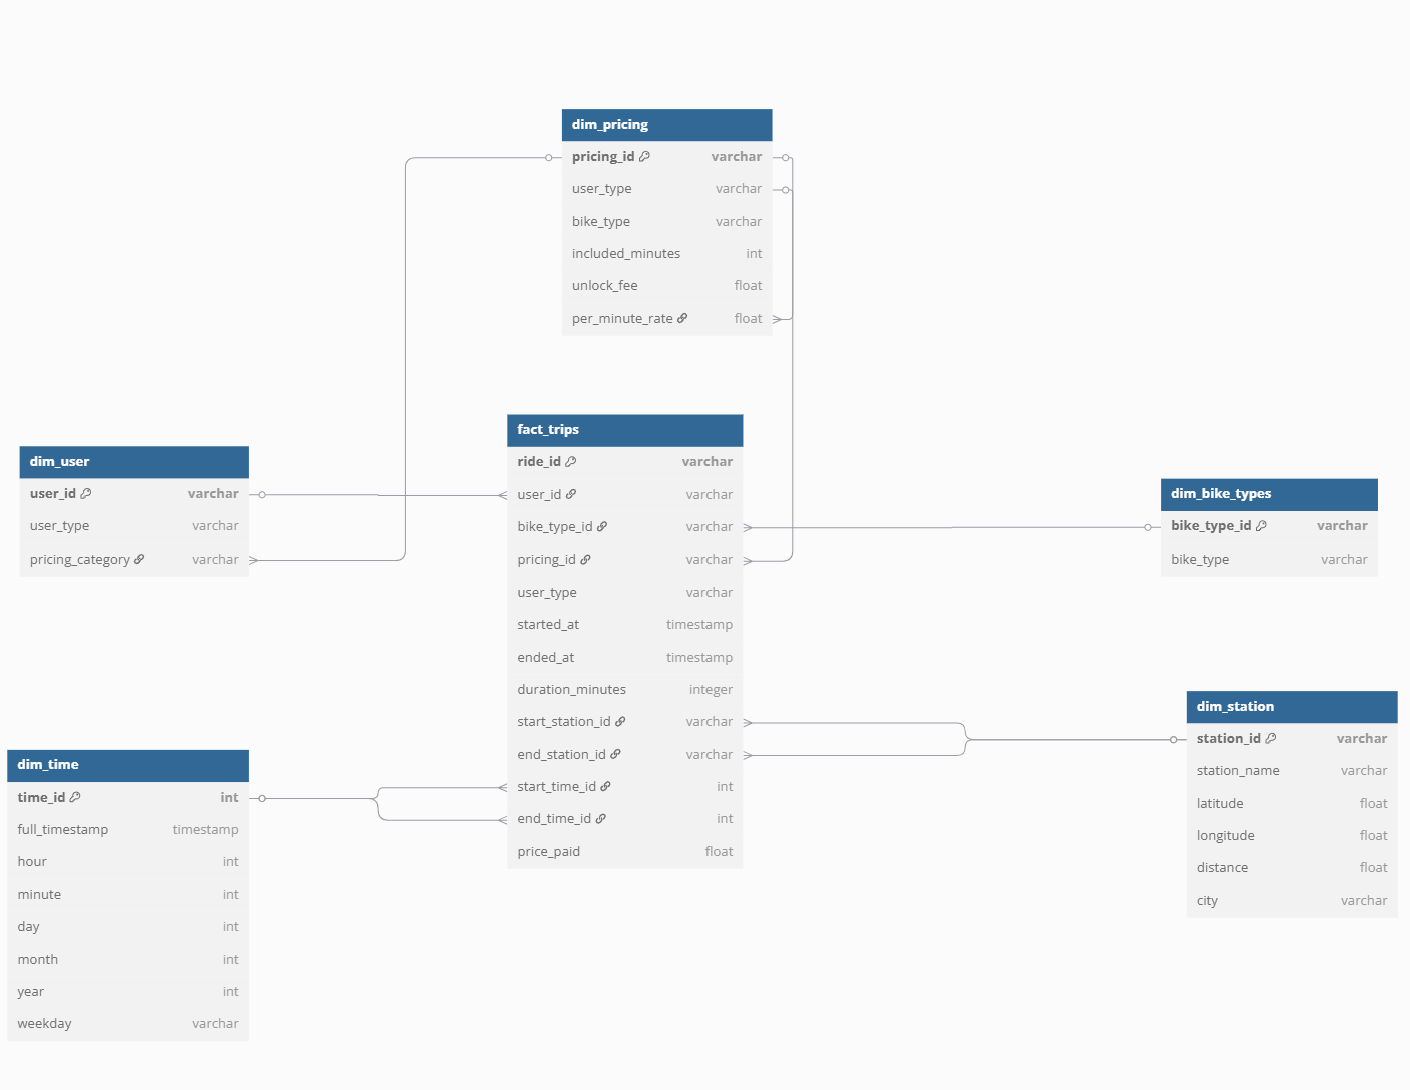 dim_pricing
pricing_id varchar
user_type varchar
bike_type varchar
included_minutes int
unlock_fee float
per_minute_rate float
fact_trips
ride_id varchar
user_id varchar
bike_type_id varchar
pricing_id varchar
user_type varchar
started_at timestamp
ended_at timestamp
duration_minutes integer
start_station_id varchar
end_station_id varchar
start_time_id int
end_time_id int
price_paid float
dim_user
user_id varchar
user_type varchar
pricing_category varchar
dim_bike_types
bike_type_id varchar
bike_type varchar
dim_station
station_id varchar
station_name varchar
latitude float
longitude float
distance float
city varchar
dim_time
time_id int
full_timestamp timestamp
hour int
minute int
day int
month int
year int
weekday varchar